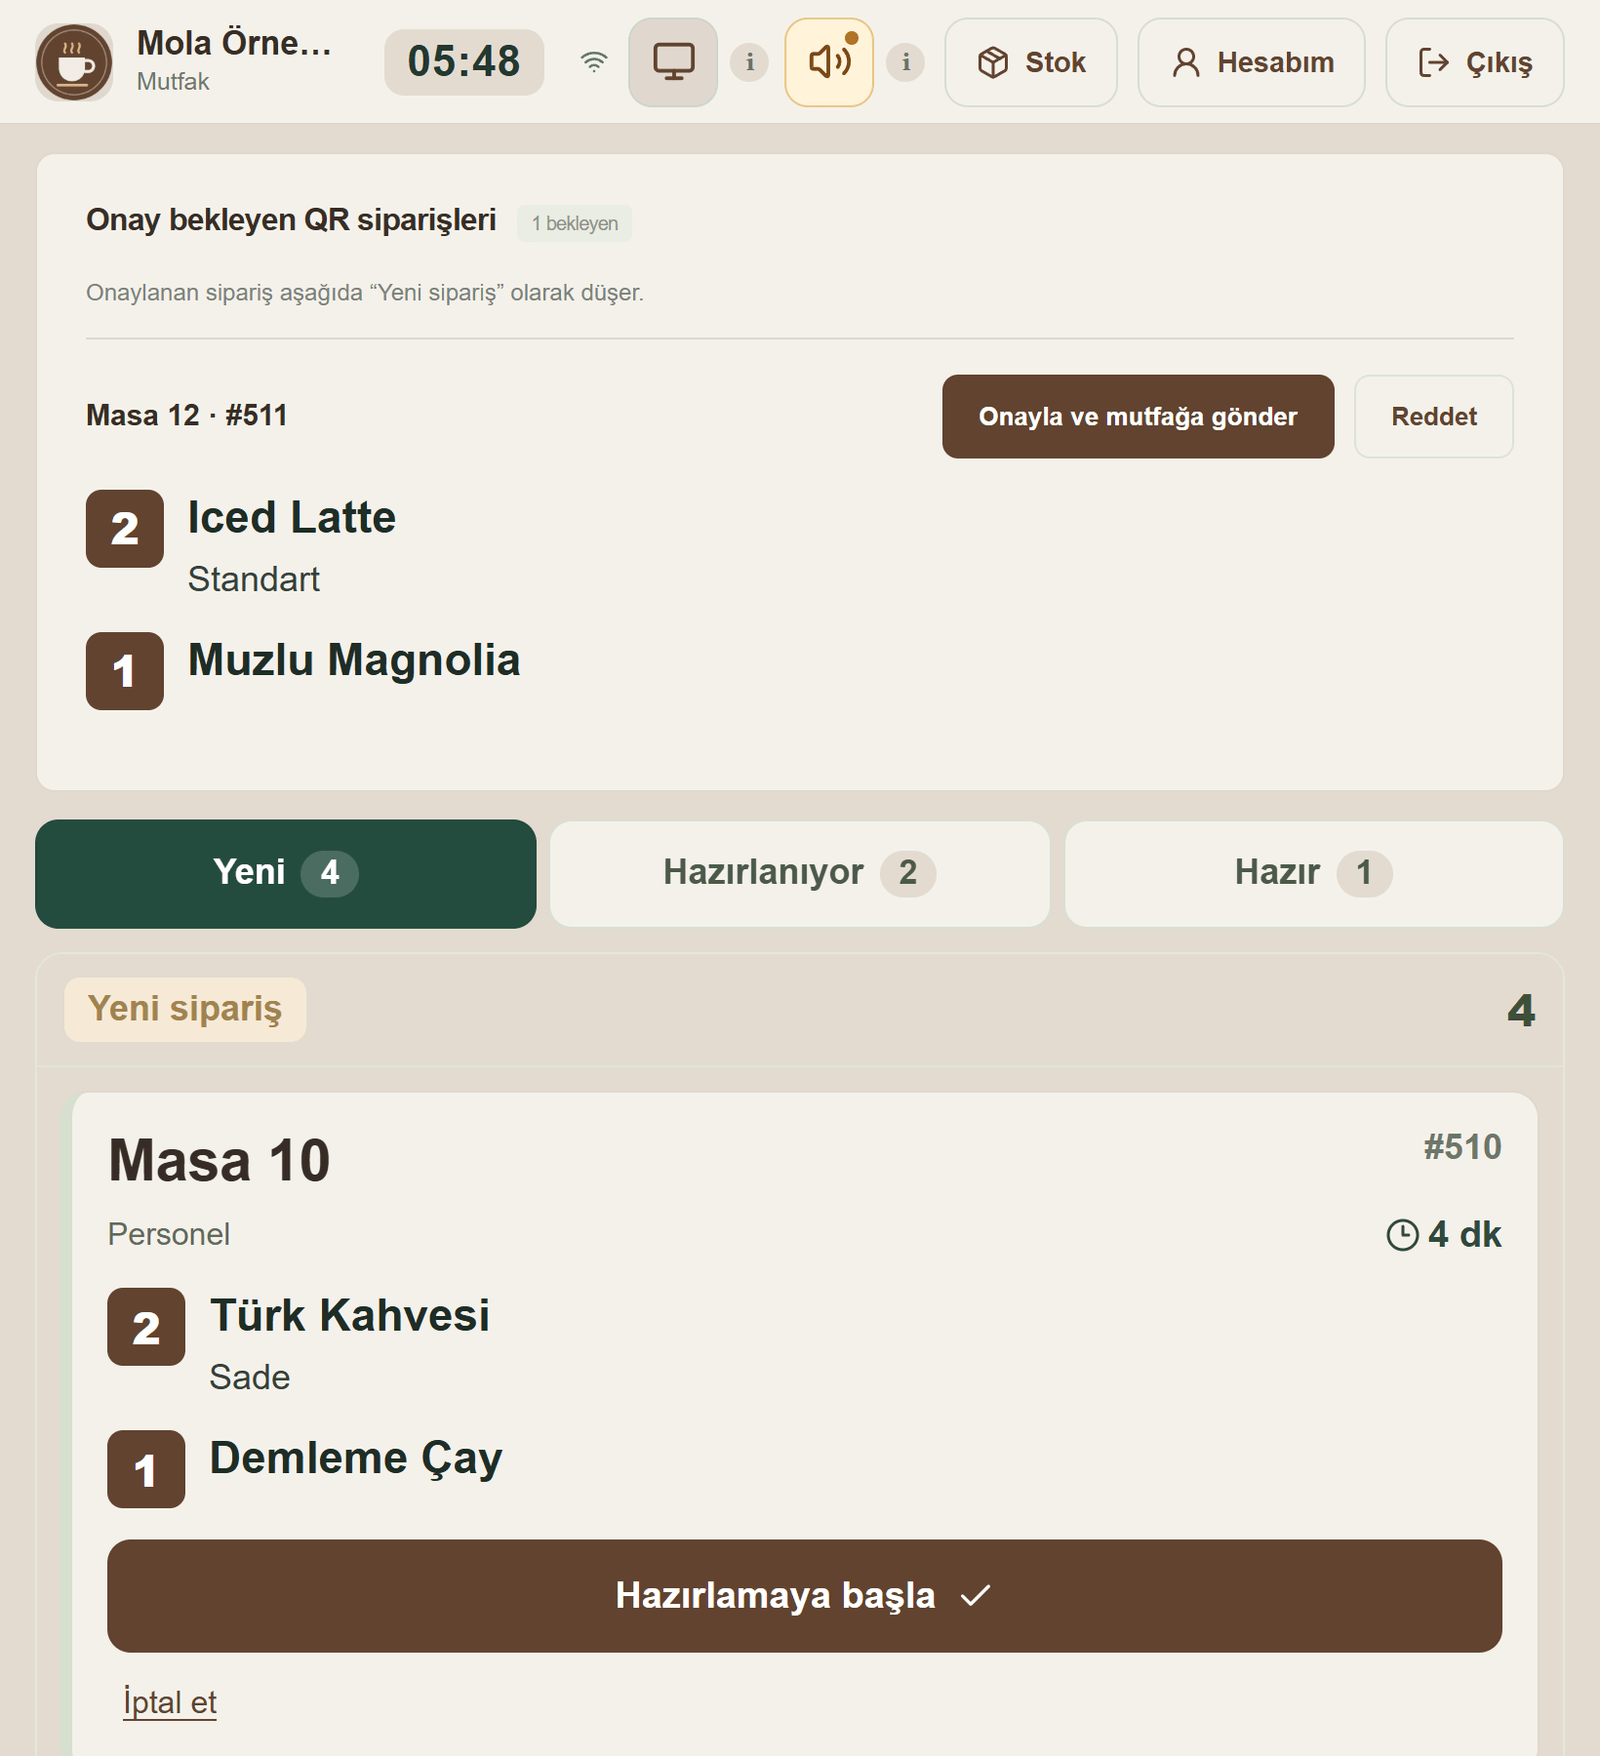 Mola Örne...
Mutfak
05:48
i
i
Stok
Hesabım
Çıkış
Onay bekleyen QR siparişleri
1 bekleyen
Onaylanan sipariş aşağıda “Yeni sipariş” olarak düşer.
Masa 12 · #511
Onayla ve mutfağa gönder
Reddet
2 Iced Latte
Standart
1 Muzlu Magnolia
Yeni 4
Hazırlanıyor 2
Hazır 1
Yeni sipariş
4
Masa 10
#510
Personel
4 dk
2 Türk Kahvesi
Sade
1 Demleme Çay
Hazırlamaya başla
İptal et